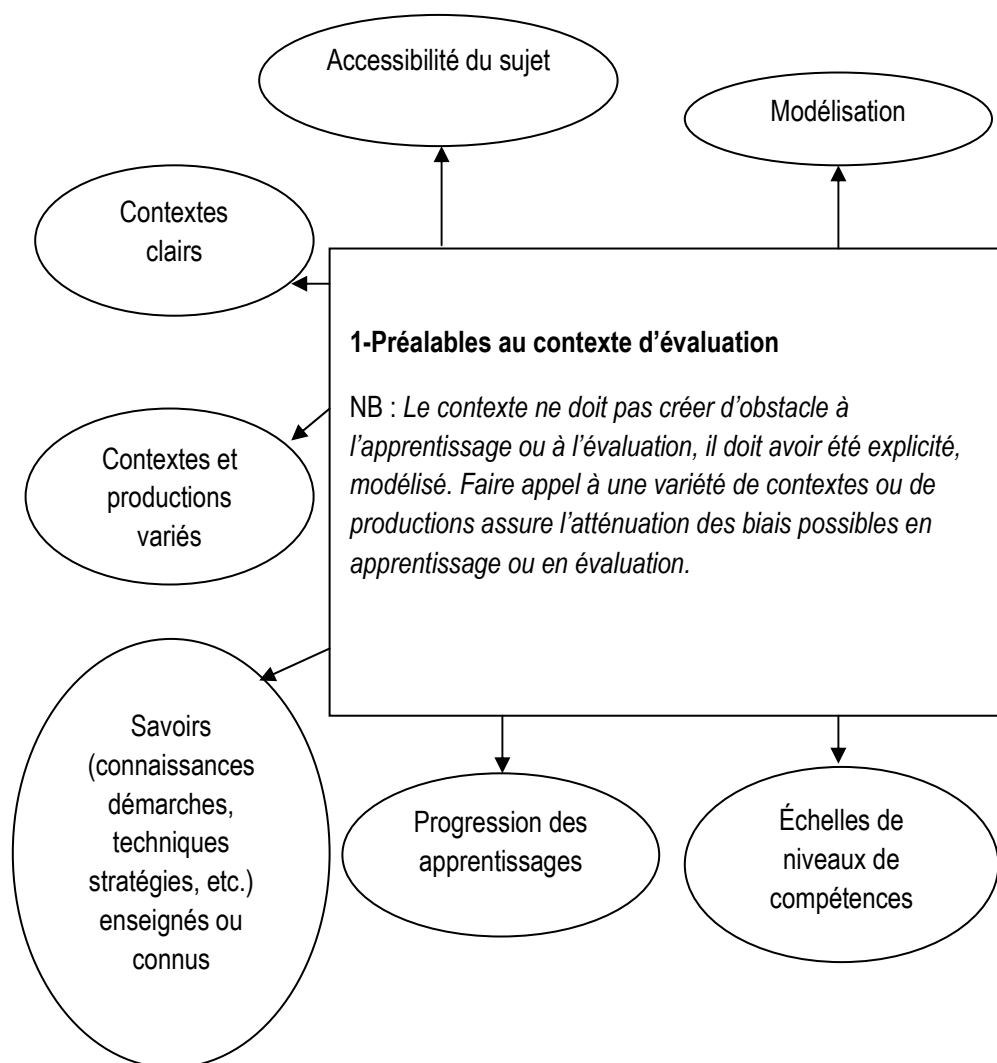 Accessibilité du sujet
Modélisation
Contextes
clairs
1-Préalables au contexte d'évaluation
NB : Le contexte ne doit pas créer d'obstacle à
l'apprentissage ou à l'évaluation, il doit avoir été explicité,
modélisé. Faire appel à une variété de contextes ou de
productions assure l'atténuation des biais possibles en
apprentissage ou en évaluation.
Contextes et
productions
variés
Savoirs
(connaissances
démarches,
techniques
stratégies, etc.)
enseignés ou
connus
Progression des
apprentissages
Échelles de
niveaux de
compétences